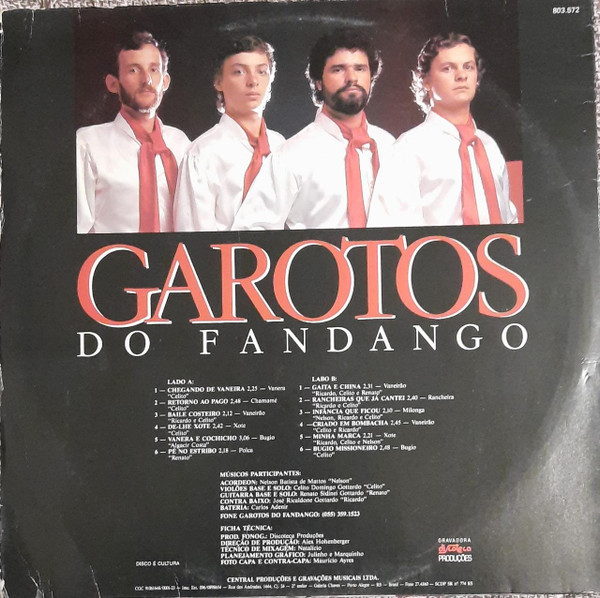 803.572
GAROTOS
DO FANDANGO
LADO A:
1 — CHEGANDO DE VANEIRA 2,25 — Vanera
"Celito"
2 — RETORNO AO PAGO 2,48 — Chamamé
"Celito"
3 — BAILE COSTEIRO 2,12 — Vaneirão
"Ricardo e Celito"
4 — DE-LHE XOTE 2,42 — Xote
"Celito"
5 — VANERA E COCHICHO 3,06 — Bugio
"Algacir Costa"
6 — PÉ NO ESTRIBO 2,18 — Polca
"Renato"
LABO B:
1 — GAITA E CHINA 2,31 — Vaneirão
"Ricardo, Celito e Renato"
2 — RANCHEIRAS QUE JÁ CANTEI 2,40 — Rancheira
"Ricardo e Celito"
3 — INFÂNCIA QUE FICOU 2,10 — Milonga
"Nelson, Ricardo e Celito"
4 — CRIADO EM BOMBACHA 2,45 — Vaneirão
"Celito e Ricardo"
5 — MINHA MARCA 2,21 — Xote
"Ricardo, Celito e Nelson"
6 — BUGIO MISSIONEIRO 2,48 — Bugio
"Celito"
MÚSICOS PARTICIPANTES:
ACORDEON: Nelson Batista de Mattos "Nelson"
VIOLÕES BASE E SOLO: Celito Domingo Gottardo "Celito"
GUITARRA BASE E SOLO: Renato Sidinei Gottardo "Renato"
CONTRA BAIXO: José Ricaldone Gottardo "Ricardo"
BATERIA: Carlos Ademir
FONE GAROTOS DO FANDANGO: (055) 359.1523
FICHA TÉCNICA:
PROD. FONOG.: Discoteca Produções
DIREÇÃO DE PRODUÇÃO: Alex Hohenberger
TÉCNICO DE MIXAGEM: Natalício
PLANEJAMENTO GRÁFICO: Julinho e Marquinho
FOTO CAPA E CONTRA-CAPA: Maurício Ayres
DISCO É CULTURA
GRAVADORA
discoteca
PRODUÇÕES
CENTRAL PRODUÇÕES E GRAVAÇÕES MUSICAIS LTDA.
Porto Alegre — RS — Brasil